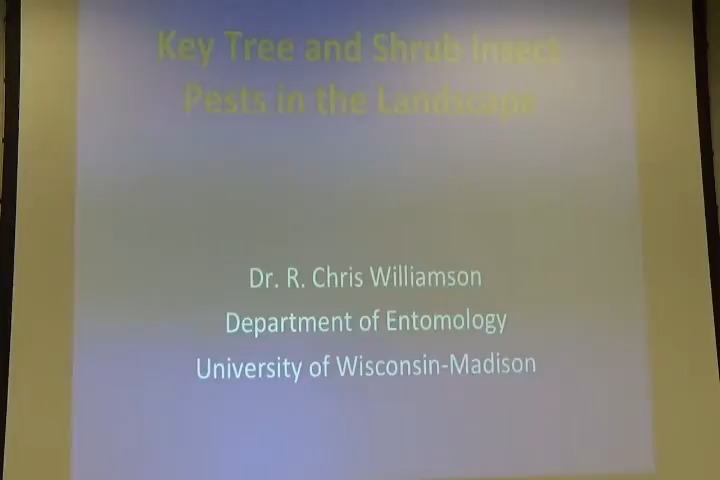 Key Tree and Shrub Insect
Pests in the Landscape
Dr. R. Chris Williamson
Department of Entomology
University of Wisconsin-Madison